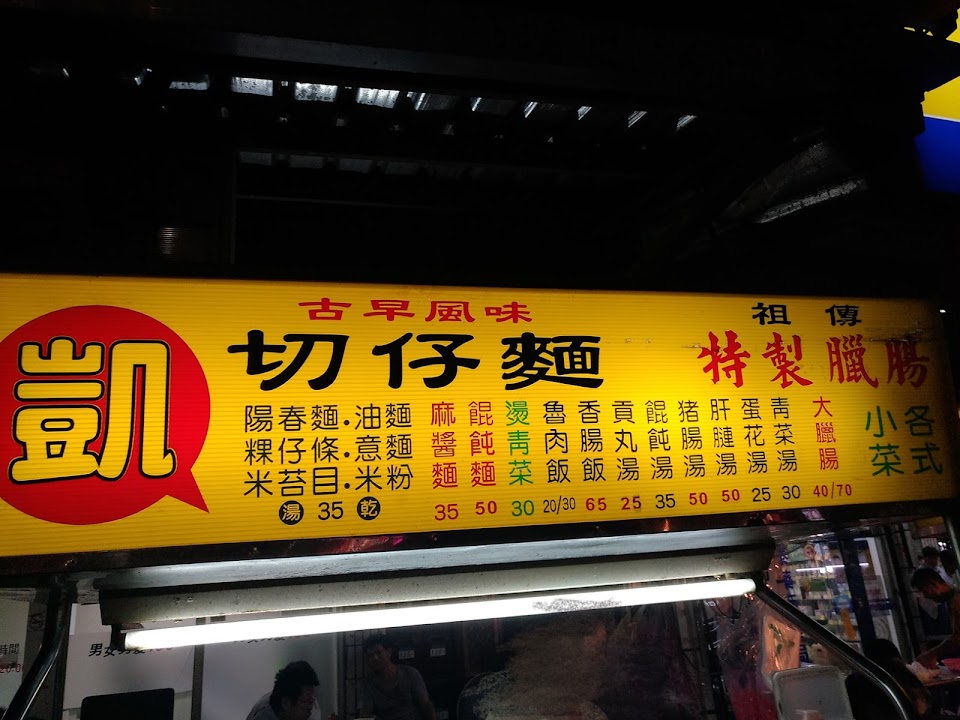 凱
古早風味
切仔麵
祖傳
特製臘腸
陽春麵.油麵
粿仔條.意麵
米苔目.米粉
湯 35 乾
麻醬麵 35
餛飩麵 50
燙青菜 30
魯肉飯 20/30
香腸飯 65
貢丸湯 25
餛飩湯 35
猪腸湯 50
肝腱湯 50
蛋花湯 25
青菜湯 30
大臘腸 40/70
各式小菜
男女
時間